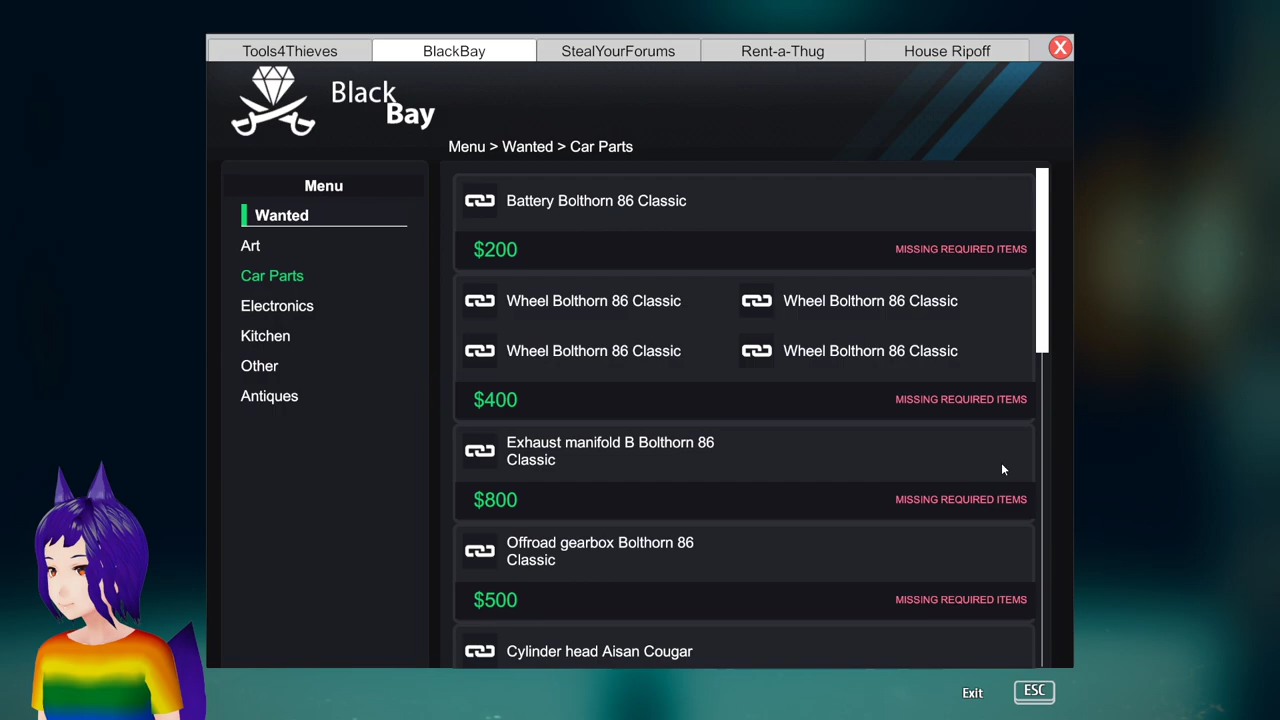 Tools4Thieves
BlackBay
StealYourForums
Rent-a-Thug
House Ripoff
X
Black
Bay
Menu > Wanted > Car Parts
Menu
Wanted
Art
Car Parts
Electronics
Kitchen
Other
Antiques
Battery Bolthorn 86 Classic
$200
MISSING REQUIRED ITEMS
Wheel Bolthorn 86 Classic
Wheel Bolthorn 86 Classic
Wheel Bolthorn 86 Classic
Wheel Bolthorn 86 Classic
$400
MISSING REQUIRED ITEMS
Exhaust manifold B Bolthorn 86
Classic
$800
MISSING REQUIRED ITEMS
Offroad gearbox Bolthorn 86
Classic
$500
MISSING REQUIRED ITEMS
Cylinder head Aisan Cougar
Exit
ESC